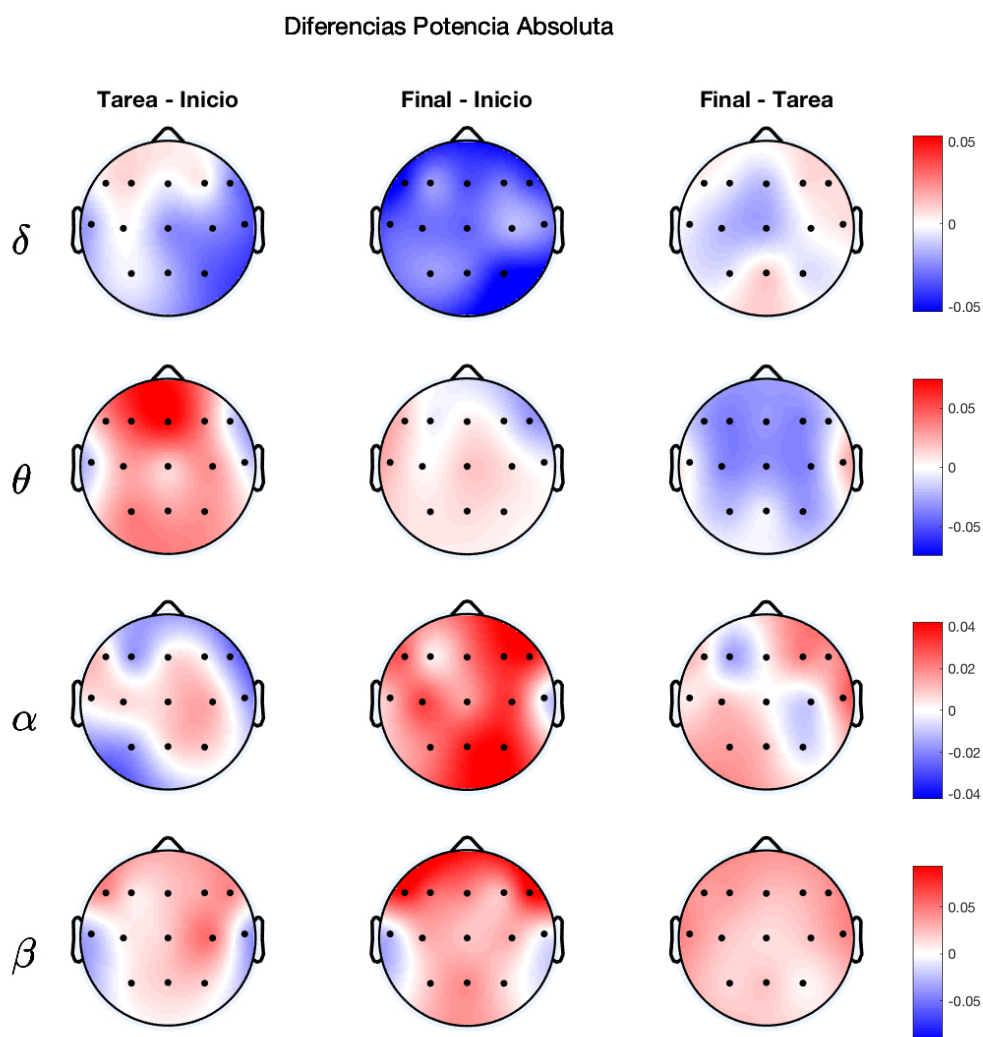 Diferencias Potencia Absoluta
Tarea - Inicio
Final - Inicio
Final - Tarea
δ
0.05
0
-0.05
θ
0.05
0
-0.05
α
0.04
0.02
0
-0.02
-0.04
β
0.05
0
-0.05